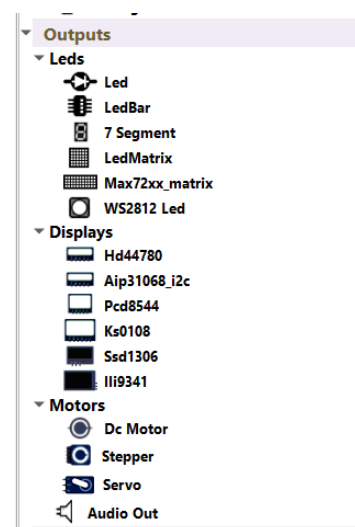 Outputs
Leds
Led
LedBar
7 Segment
LedMatrix
Max72xx_matrix
WS2812 Led
Displays
Hd44780
Aip31068_i2c
Pcd8544
Ks0108
Ssd1306
Ili9341
Motors
Dc Motor
Stepper
Servo
Audio Out